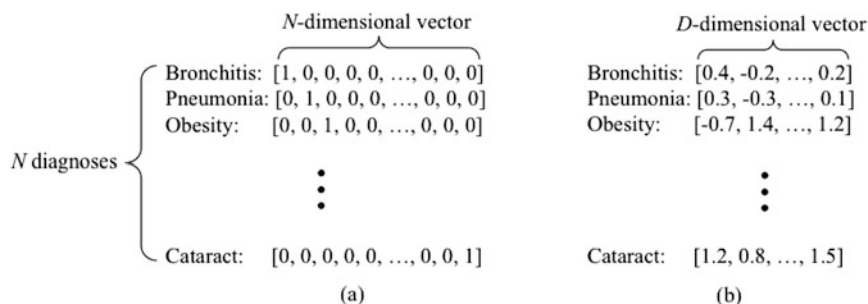 N-dimensional vector
Bronchitis: [1, 0, 0, 0, 0, …, 0, 0, 0]
Pneumonia: [0, 1, 0, 0, 0, …, 0, 0, 0]
Obesity: [0, 0, 1, 0, 0, …, 0, 0, 0]
N diagnoses
Cataract: [0, 0, 0, 0, 0, …, 0, 0, 1]
(a)
D-dimensional vector
Bronchitis: [0.4, -0.2, …, 0.2]
Pneumonia: [0.3, -0.3, …, 0.1]
Obesity: [-0.7, 1.4, …, 1.2]
Cataract: [1.2, 0.8, …, 1.5]
(b)